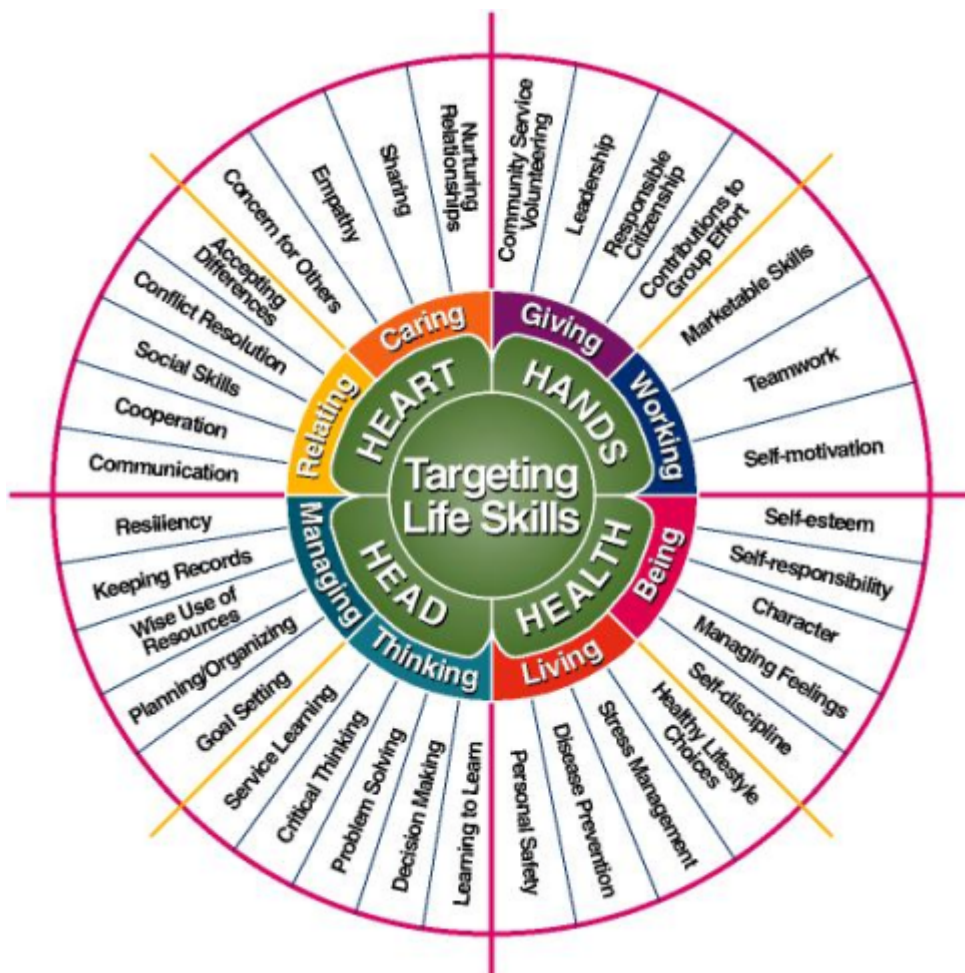 Targeting
Life Skills
HEART
HANDS
HEALTH
HEAD
Caring
Giving
Working
Being
Living
Thinking
Managing
Relating
Community Service
Volunteering
Leadership
Responsible
Citizenship
Contributions to
Group Effort
Marketable Skills
Teamwork
Self-motivation
Self-esteem
Self-responsibility
Character
Managing Feelings
Self-discipline
Healthy Lifestyle
Choices
Stress Management
Disease Prevention
Personal Safety
Learning to Learn
Decision Making
Problem Solving
Critical Thinking
Service Learning
Goal Setting
Planning/Organizing
Wise Use of
Resources
Keeping Records
Resiliency
Communication
Cooperation
Social Skills
Conflict Resolution
Accepting
Differences
Concern for Others
Empathy
Sharing
Nurturing
Relationships